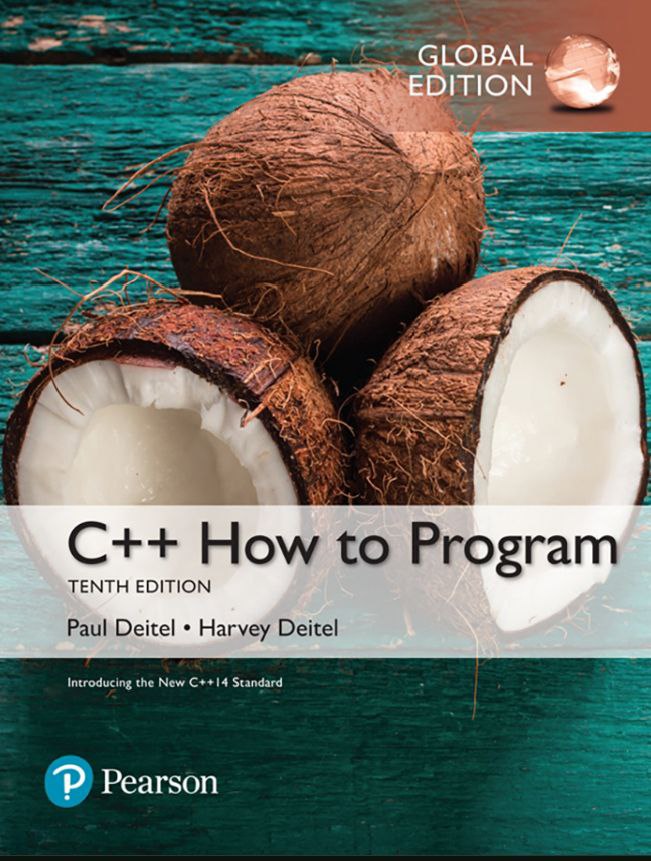 GLOBAL
EDITION
C++ How to Program
TENTH EDITION
Paul Deitel • Harvey Deitel
Introducing the New C++14 Standard
Pearson